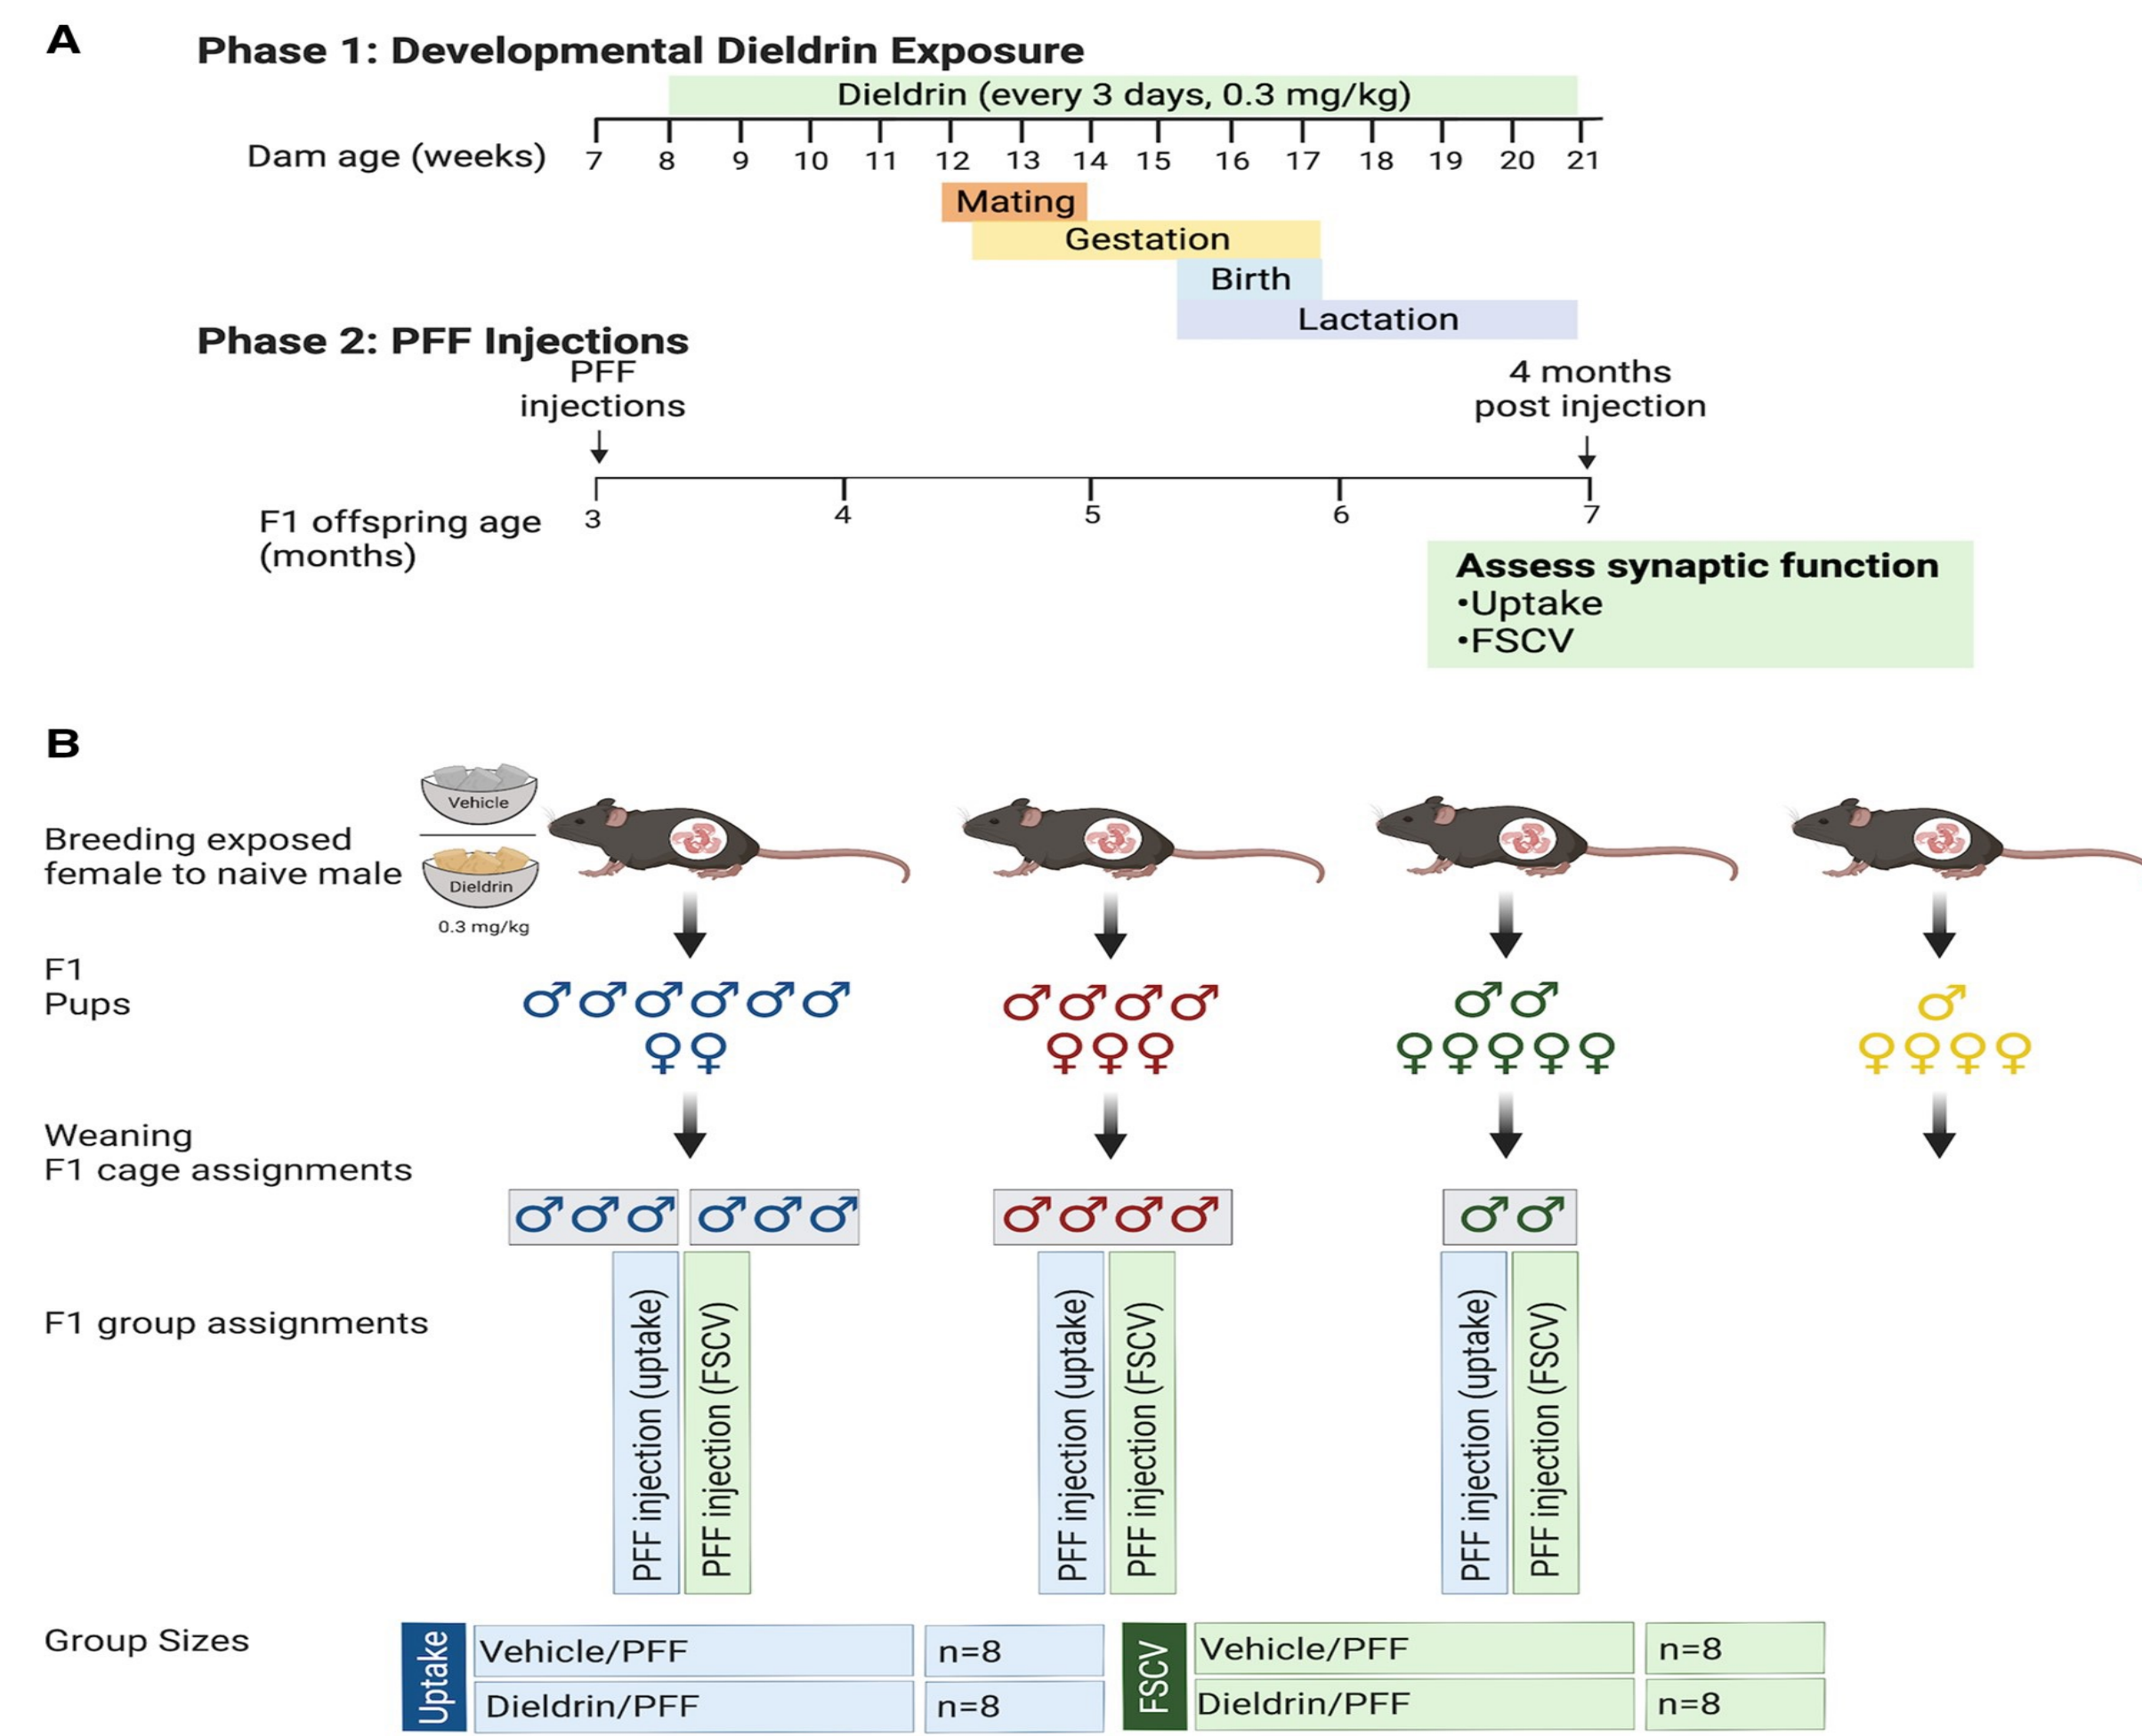 A
Phase 1: Developmental Dieldrin Exposure
Dieldrin (every 3 days, 0.3 mg/kg)
Dam age (weeks)
7 8 9 10 11 12 13 14 15 16 17 18 19 20 21
Mating
Gestation
Birth
Lactation
Phase 2: PFF Injections
PFF
injections
4 months
post injection
F1 offspring age
(months)
3 4 5 6 7
Assess synaptic function
•Uptake
•FSCV
B
Breeding exposed
female to naive male
Vehicle
Dieldrin
0.3 mg/kg
F1
Pups
Weaning
F1 cage assignments
F1 group assignments
PFF injection (uptake)
PFF injection (FSCV)
PFF injection (uptake)
PFF injection (FSCV)
PFF injection (uptake)
PFF injection (FSCV)
Group Sizes
Uptake
Vehicle/PFF n=8
Dieldrin/PFF n=8
FSCV
Vehicle/PFF n=8
Dieldrin/PFF n=8